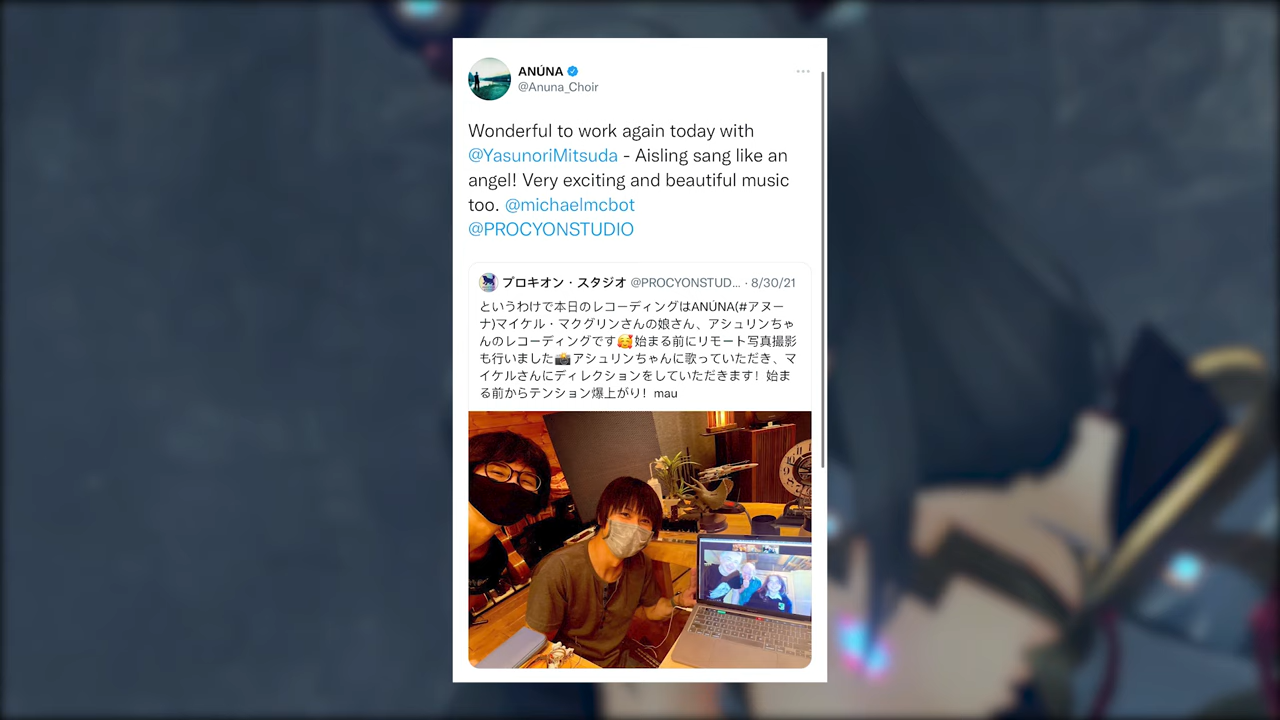 ANÚNA
@Anuna_Choir
Wonderful to work again today with
@YasunoriMitsuda - Aisling sang like an
angel! Very exciting and beautiful music
too. @michaelmcbot
@PROCYONSTUDIO
プロキオン・スタジオ @PROCYONSTUD... · 8/30/21
というわけで本日のレコーディングはANÚNA(#アヌー
ナ)マイケル・マクグリンさんの娘さん、アシュリンちゃ
んのレコーディングです🥰始まる前にリモート写真撮影
も行いました📸アシュリンちゃんに歌っていただき、マ
イケルさんにディレクションをしていただきます！始ま
る前からテンション爆上がり！mau